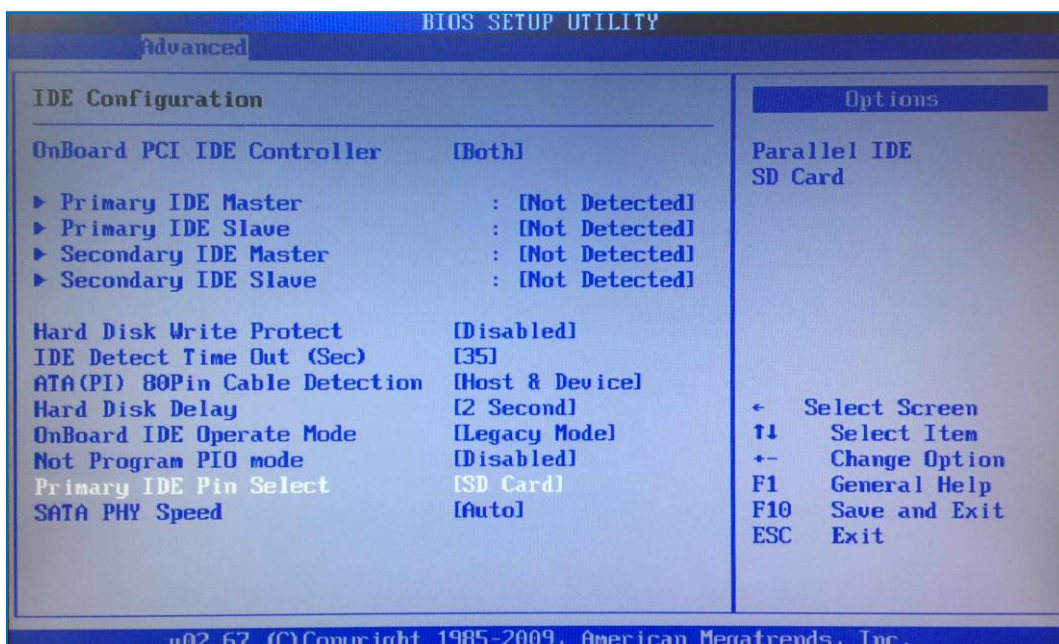 BIOS SETUP UTILITY
Advanced
IDE Configuration
OnBoard PCI IDE Controller [Both]
▶ Primary IDE Master : [Not Detected]
▶ Primary IDE Slave : [Not Detected]
▶ Secondary IDE Master : [Not Detected]
▶ Secondary IDE Slave : [Not Detected]
Hard Disk Write Protect [Disabled]
IDE Detect Time Out (Sec) [35]
ATA(PI) 80Pin Cable Detection [Host & Device]
Hard Disk Delay [2 Second]
OnBoard IDE Operate Mode [Legacy Mode]
Not Program PIO mode [Disabled]
Primary IDE Pin Select [SD Card]
SATA PHY Speed [Auto]
Options
Parallel IDE
SD Card
← Select Screen
↑↓ Select Item
+- Change Option
F1 General Help
F10 Save and Exit
ESC Exit
v02.67 (C)Copyright 1985-2009, American Megatrends, Inc.